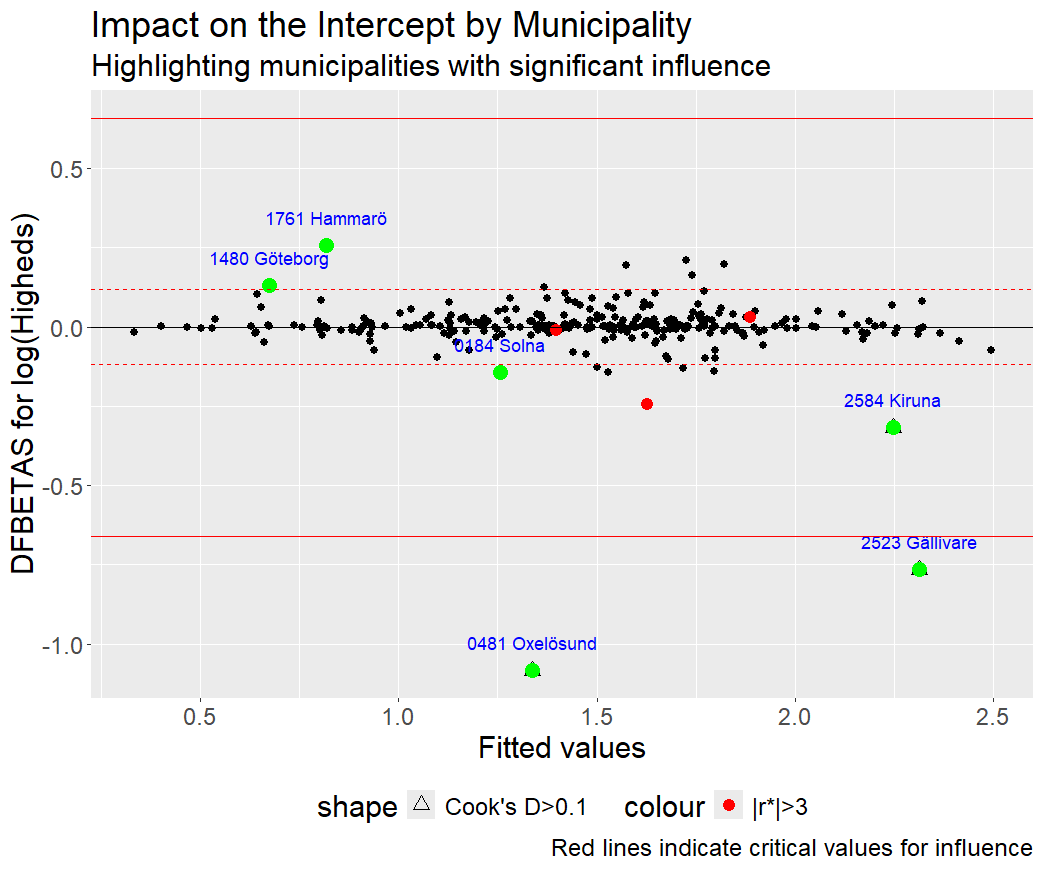 Impact on the Intercept by Municipality
Highlighting municipalities with significant influence
DFBETAS for log(Higheds)
0.5
0.0
-0.5
-1.0
1761 Hammarö
1480 Göteborg
0184 Solna
2584 Kiruna
2523 Gällivare
0481 Oxelösund
0.5 1.0 1.5 2.0 2.5
Fitted values
shape Cook's D>0.1 colour |r*|>3
Red lines indicate critical values for influence